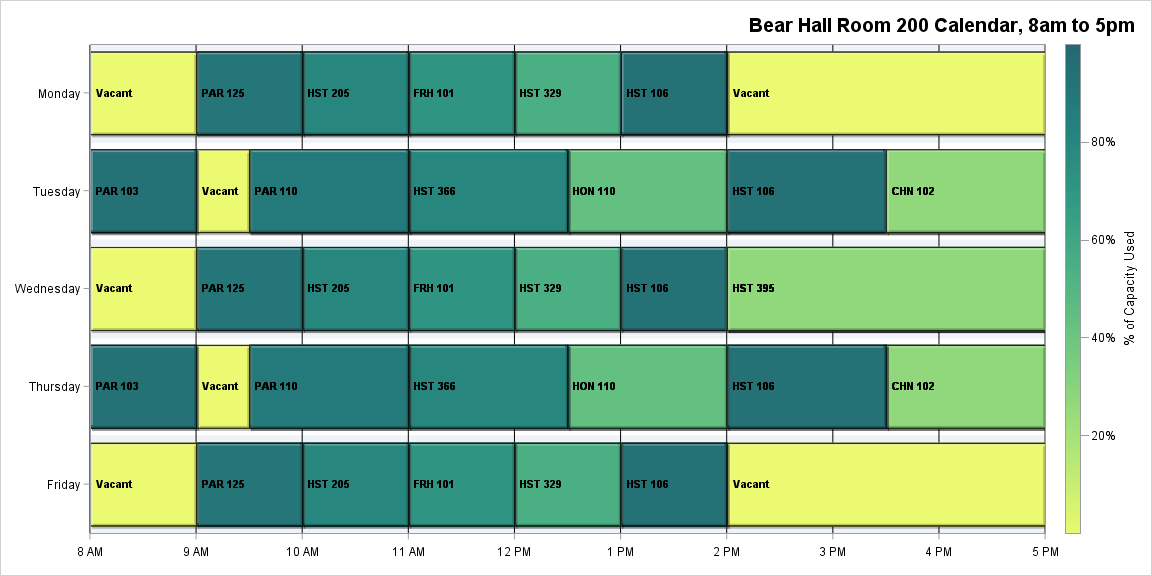 Bear Hall Room 200 Calendar, 8am to 5pm
Monday
Vacant
PAR 125
HST 205
FRH 101
HST 329
HST 106
Vacant
Tuesday
PAR 103
Vacant
PAR 110
HST 366
HON 110
HST 106
CHN 102
Wednesday
Vacant
PAR 125
HST 205
FRH 101
HST 329
HST 106
HST 395
Thursday
PAR 103
Vacant
PAR 110
HST 366
HON 110
HST 106
CHN 102
Friday
Vacant
PAR 125
HST 205
FRH 101
HST 329
HST 106
Vacant
8 AM
9 AM
10 AM
11 AM
12 PM
1 PM
2 PM
3 PM
4 PM
5 PM
80%
60%
40%
20%
% of Capacity Used